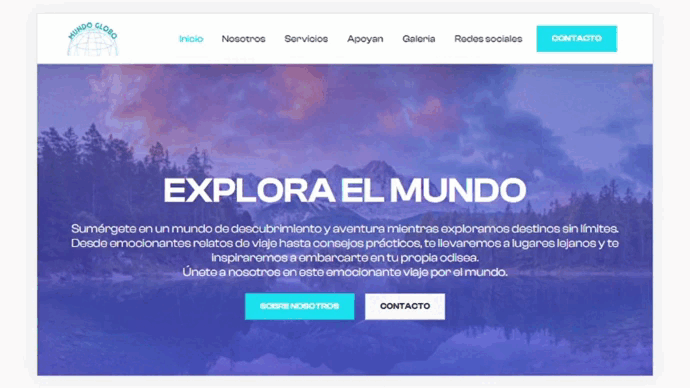 MUNDO GLOBO
Inicio Nosotros Servicios Apoyan Galeria Redes sociales CONTACTO
EXPLORA EL MUNDO
Sumérgete en un mundo de descubrimiento y aventura mientras exploramos destinos sin límites.
Desde emocionantes relatos de viaje hasta consejos prácticos, te llevaremos a lugares lejanos y te
inspiraremos a embarcarte en tu propia odisea.
Únete a nosotros en este emocionante viaje por el mundo.
SOBRE NOSOTROS CONTACTO